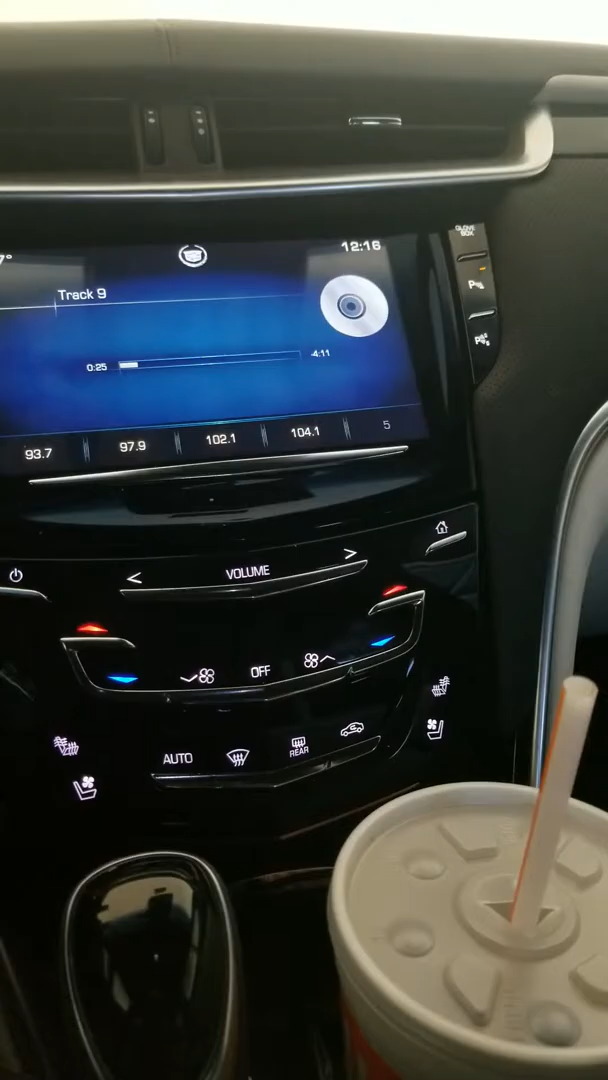 GLOVE
BOX
7°
12:16
Track 9
0:25
-4:11
93.7
97.9
102.1
104.1
5
< VOLUME >
OFF
AUTO
REAR